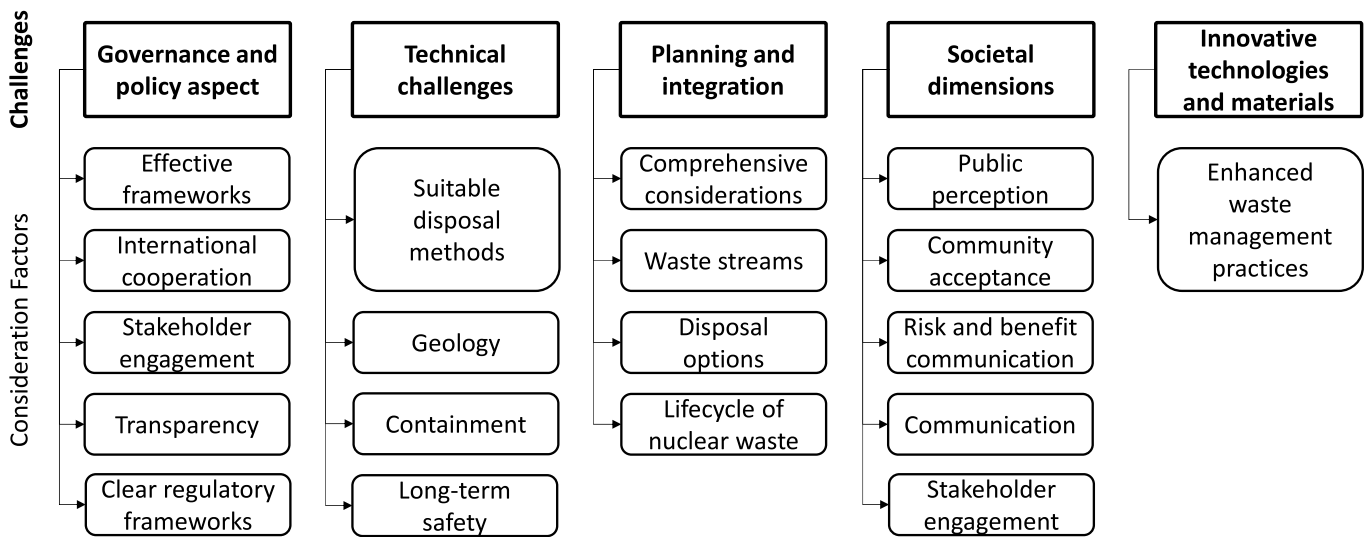 Challenges
Governance and
policy aspect
Technical
challenges
Planning and
integration
Societal
dimensions
Innovative
technologies
and materials
Consideration Factors
Effective
frameworks
International
cooperation
Stakeholder
engagement
Transparency
Clear regulatory
frameworks
Suitable
disposal
methods
Geology
Containment
Long-term
safety
Comprehensive
considerations
Waste streams
Disposal
options
Lifecycle of
nuclear waste
Public
perception
Community
acceptance
Risk and benefit
communication
Communication
Stakeholder
engagement
Enhanced
waste
management
practices